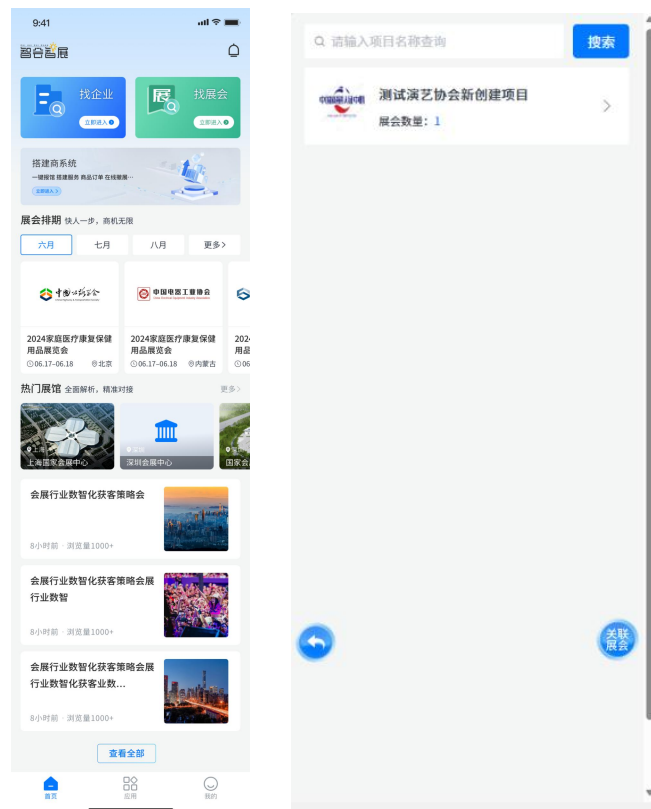 9:41
智合智展
找企业
立即进入
找展会
立即进入
搭建商系统
一键报馆 搭建服务 商品订单 在线搬展…
立即进入
展会排期 快人一步，商机无限
六月
七月
八月
更多>
中国电器工业协会
2024家庭医疗康复保健用品展览会
06.17-06.18 北京
2024家庭医疗康复保健用品展览会
06.17-06.18 内蒙古
202
用品
06
热门展馆 全面解析，精准对接
更多>
上海
上海国家会展中心
深圳会展中心
国家会
会展行业数智化获客策略会
8小时前 · 浏览量1000+
会展行业数智化获客策略会展
行业数智
8小时前 · 浏览量1000+
会展行业数智化获客策略会展
行业数智化获客业数…
8小时前 · 浏览量1000+
查看全部
首页
应用
我的
请输入项目名称查询
搜索
测试演艺协会新创建项目
展会数量：1
关联
展会